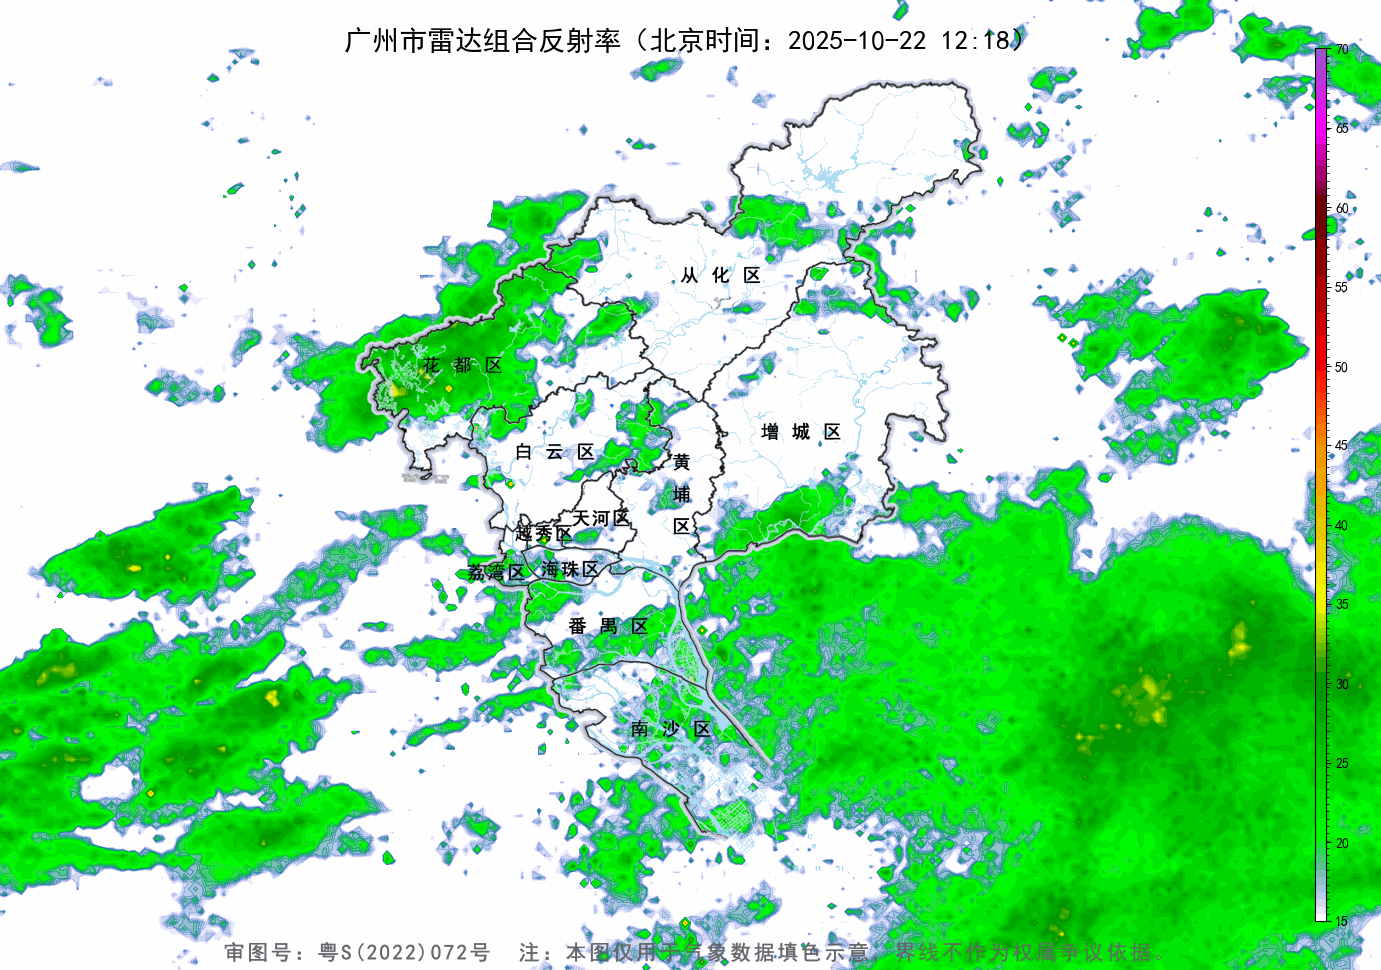 广州市雷达组合反射率（北京时间：2025-10-22 12:18）
70
65
60
55
50
45
40
35
30
25
20
15
从化区
花都区
增城区
白云区
黄埔区
天河区
越秀区
海珠区
荔湾区
番禺区
南沙区
审图号：粤S(2022)072号 注：本图仅用于气象数据填色示意，界线不作为权属争议依据。